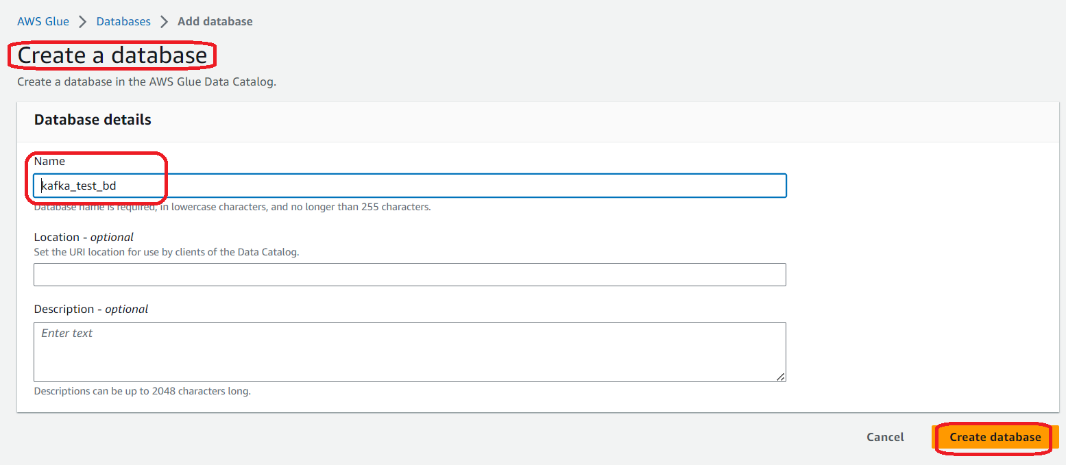 AWS Glue > Databases > Add database
Create a database
Create a database in the AWS Glue Data Catalog.
Database details
Name
kafka_test_bd
Database name is required, in lowercase characters, and no longer than 255 characters.
Location - optional
Set the URI location for use by clients of the Data Catalog.
Description - optional
Enter text
Descriptions can be up to 2048 characters long.
Cancel Create database